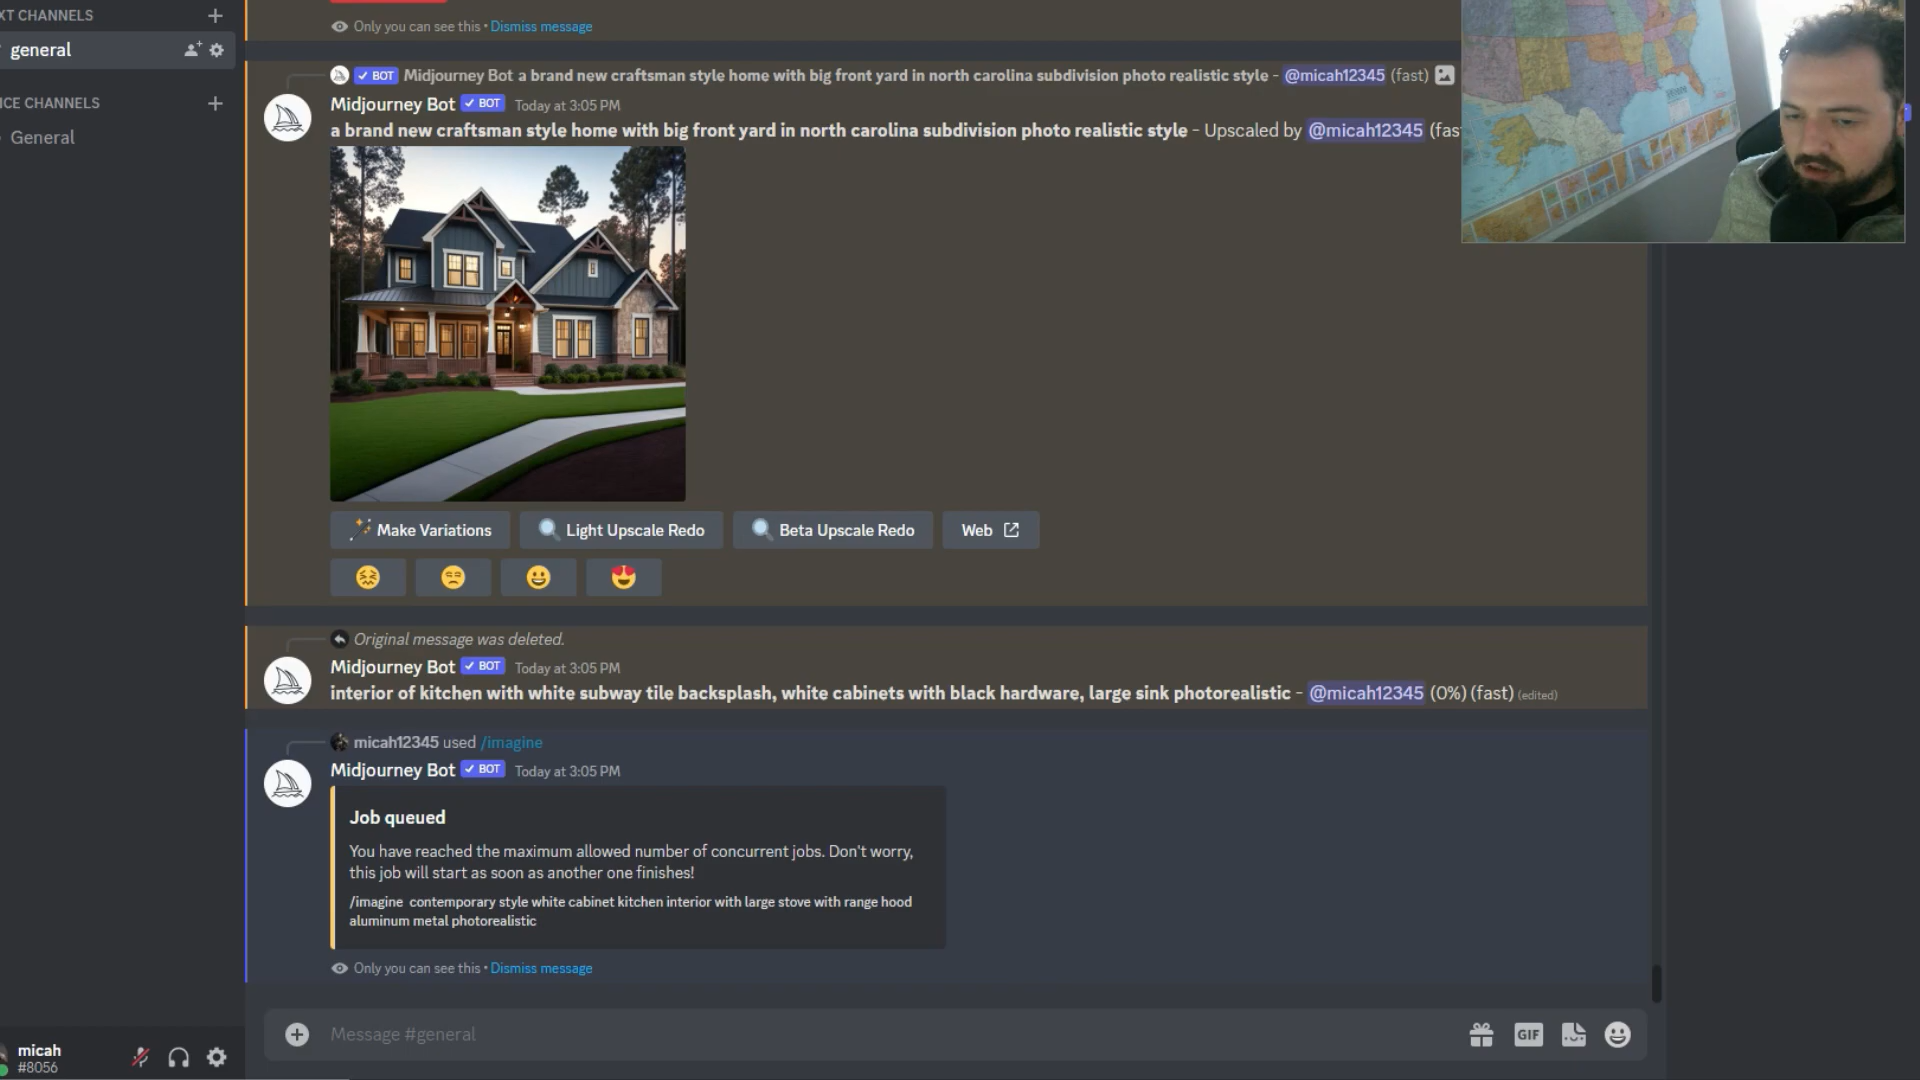 XT CHANNELS
general
ICE CHANNELS
General
Only you can see this • Dismiss message
BOT Midjourney Bot a brand new craftsman style home with big front yard in north carolina subdivision photo realistic style - @micah12345 (fast)
Midjourney Bot BOT Today at 3:05 PM
a brand new craftsman style home with big front yard in north carolina subdivision photo realistic style - Upscaled by @micah12345 (fas
Make Variations Light Upscale Redo Beta Upscale Redo Web
Original message was deleted.
Midjourney Bot BOT Today at 3:05 PM
interior of kitchen with white subway tile backsplash, white cabinets with black hardware, large sink photorealistic - @micah12345 (0%) (fast) (edited)
micah12345 used /imagine
Midjourney Bot BOT Today at 3:05 PM
Job queued
You have reached the maximum allowed number of concurrent jobs. Don't worry,
this job will start as soon as another one finishes!
/imagine contemporary style white cabinet kitchen interior with large stove with range hood
aluminum metal photorealistic
Only you can see this • Dismiss message
Message #general
GIF
micah
#8056